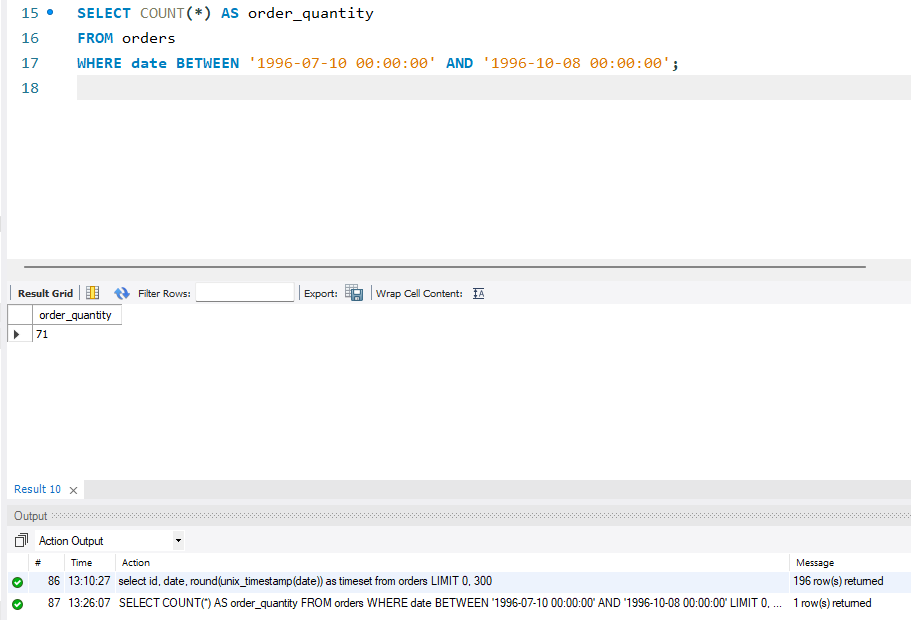 15 SELECT COUNT(*) AS order_quantity
16 FROM orders
17 WHERE date BETWEEN '1996-07-10 00:00:00' AND '1996-10-08 00:00:00';
18
Result Grid Filter Rows: Export: Wrap Cell Content: IA
order_quantity
71
Result 10
Output
Action Output
# Time Action Message
86 13:10:27 select id, date, round(unix_timestamp(date)) as timeset from orders LIMIT 0, 300 196 row(s) returned
87 13:26:07 SELECT COUNT(*) AS order_quantity FROM orders WHERE date BETWEEN '1996-07-10 00:00:00' AND '1996-10-08 00:00:00' LIMIT 0, ... 1 row(s) returned